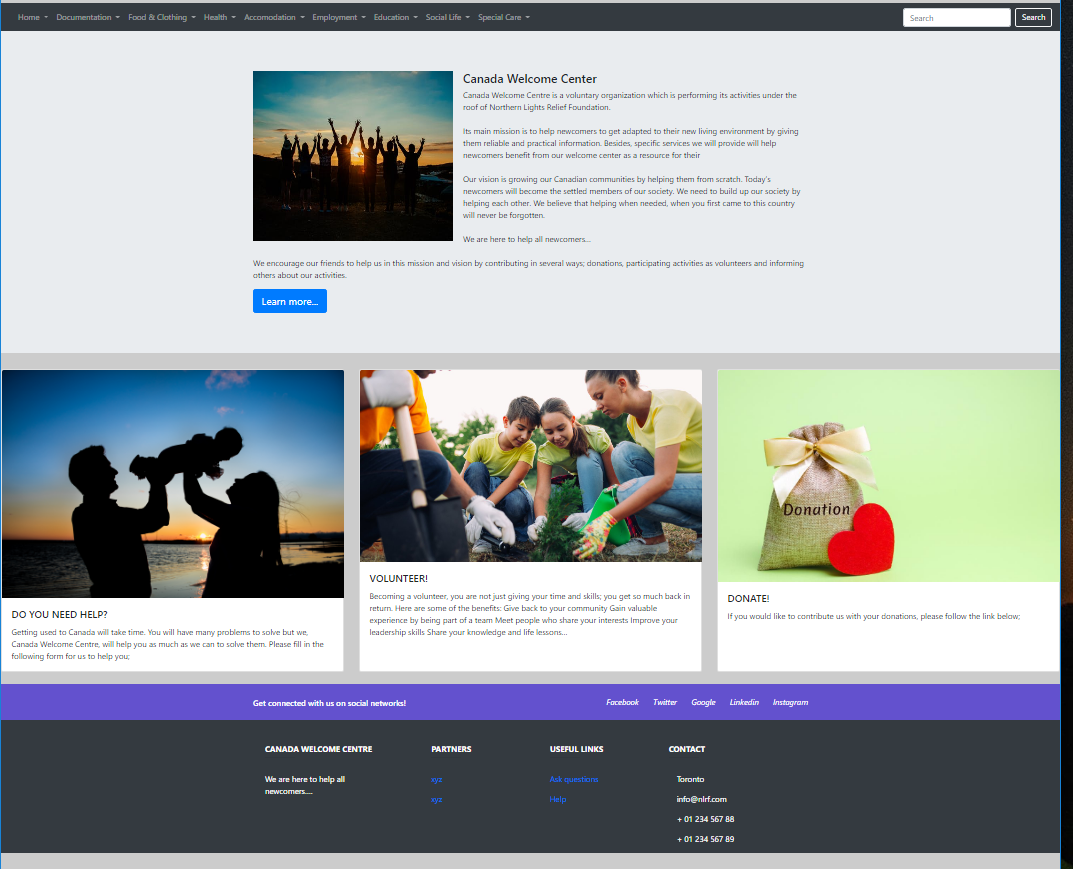 Home Documentation Food & Clothing Health Accomodation Employment Education Social Life Special Care Search Search
Canada Welcome Center
Canada Welcome Centre is a voluntary organization which is performing its activities under the
roof of Northern Lights Relief Foundation.
Its main mission is to help newcomers to get adapted to their new living environment by giving
them reliable and practical information. Besides, specific services we will provide will help
newcomers benefit from our welcome center as a resource for their
Our vision is growing our Canadian communities by helping them from scratch. Today's
newcomers will become the settled members of our society. We need to build up our society by
helping each other. We believe that helping when needed, when you first came to this country
will never be forgotten.
We are here to help all newcomers...
We encourage our friends to help us in this mission and vision by contributing in several ways; donations, participating activities as volunteers and informing
others about our activities.
Learn more...
DO YOU NEED HELP?
Getting used to Canada will take time. You will have many problems to solve but we,
Canada Welcome Centre, will help you as much as we can to solve them. Please fill in the
following form for us to help you;
VOLUNTEER!
Becoming a volunteer, you are not just giving your time and skills; you get so much back in
return. Here are some of the benefits: Give back to your community Gain valuable
experience by being part of a team Meet people who share your interests Improve your
leadership skills Share your knowledge and life lessons...
Donation
DONATE!
If you would like to contribute us with your donations, please follow the link below;
Get connected with us on social networks! Facebook Twitter Google Linkedin Instagram
CANADA WELCOME CENTRE
We are here to help all
newcomers....
PARTNERS
xyz
xyz
USEFUL LINKS
Ask questions
Help
CONTACT
Toronto
info@nlrf.com
+ 01 234 567 88
+ 01 234 567 89